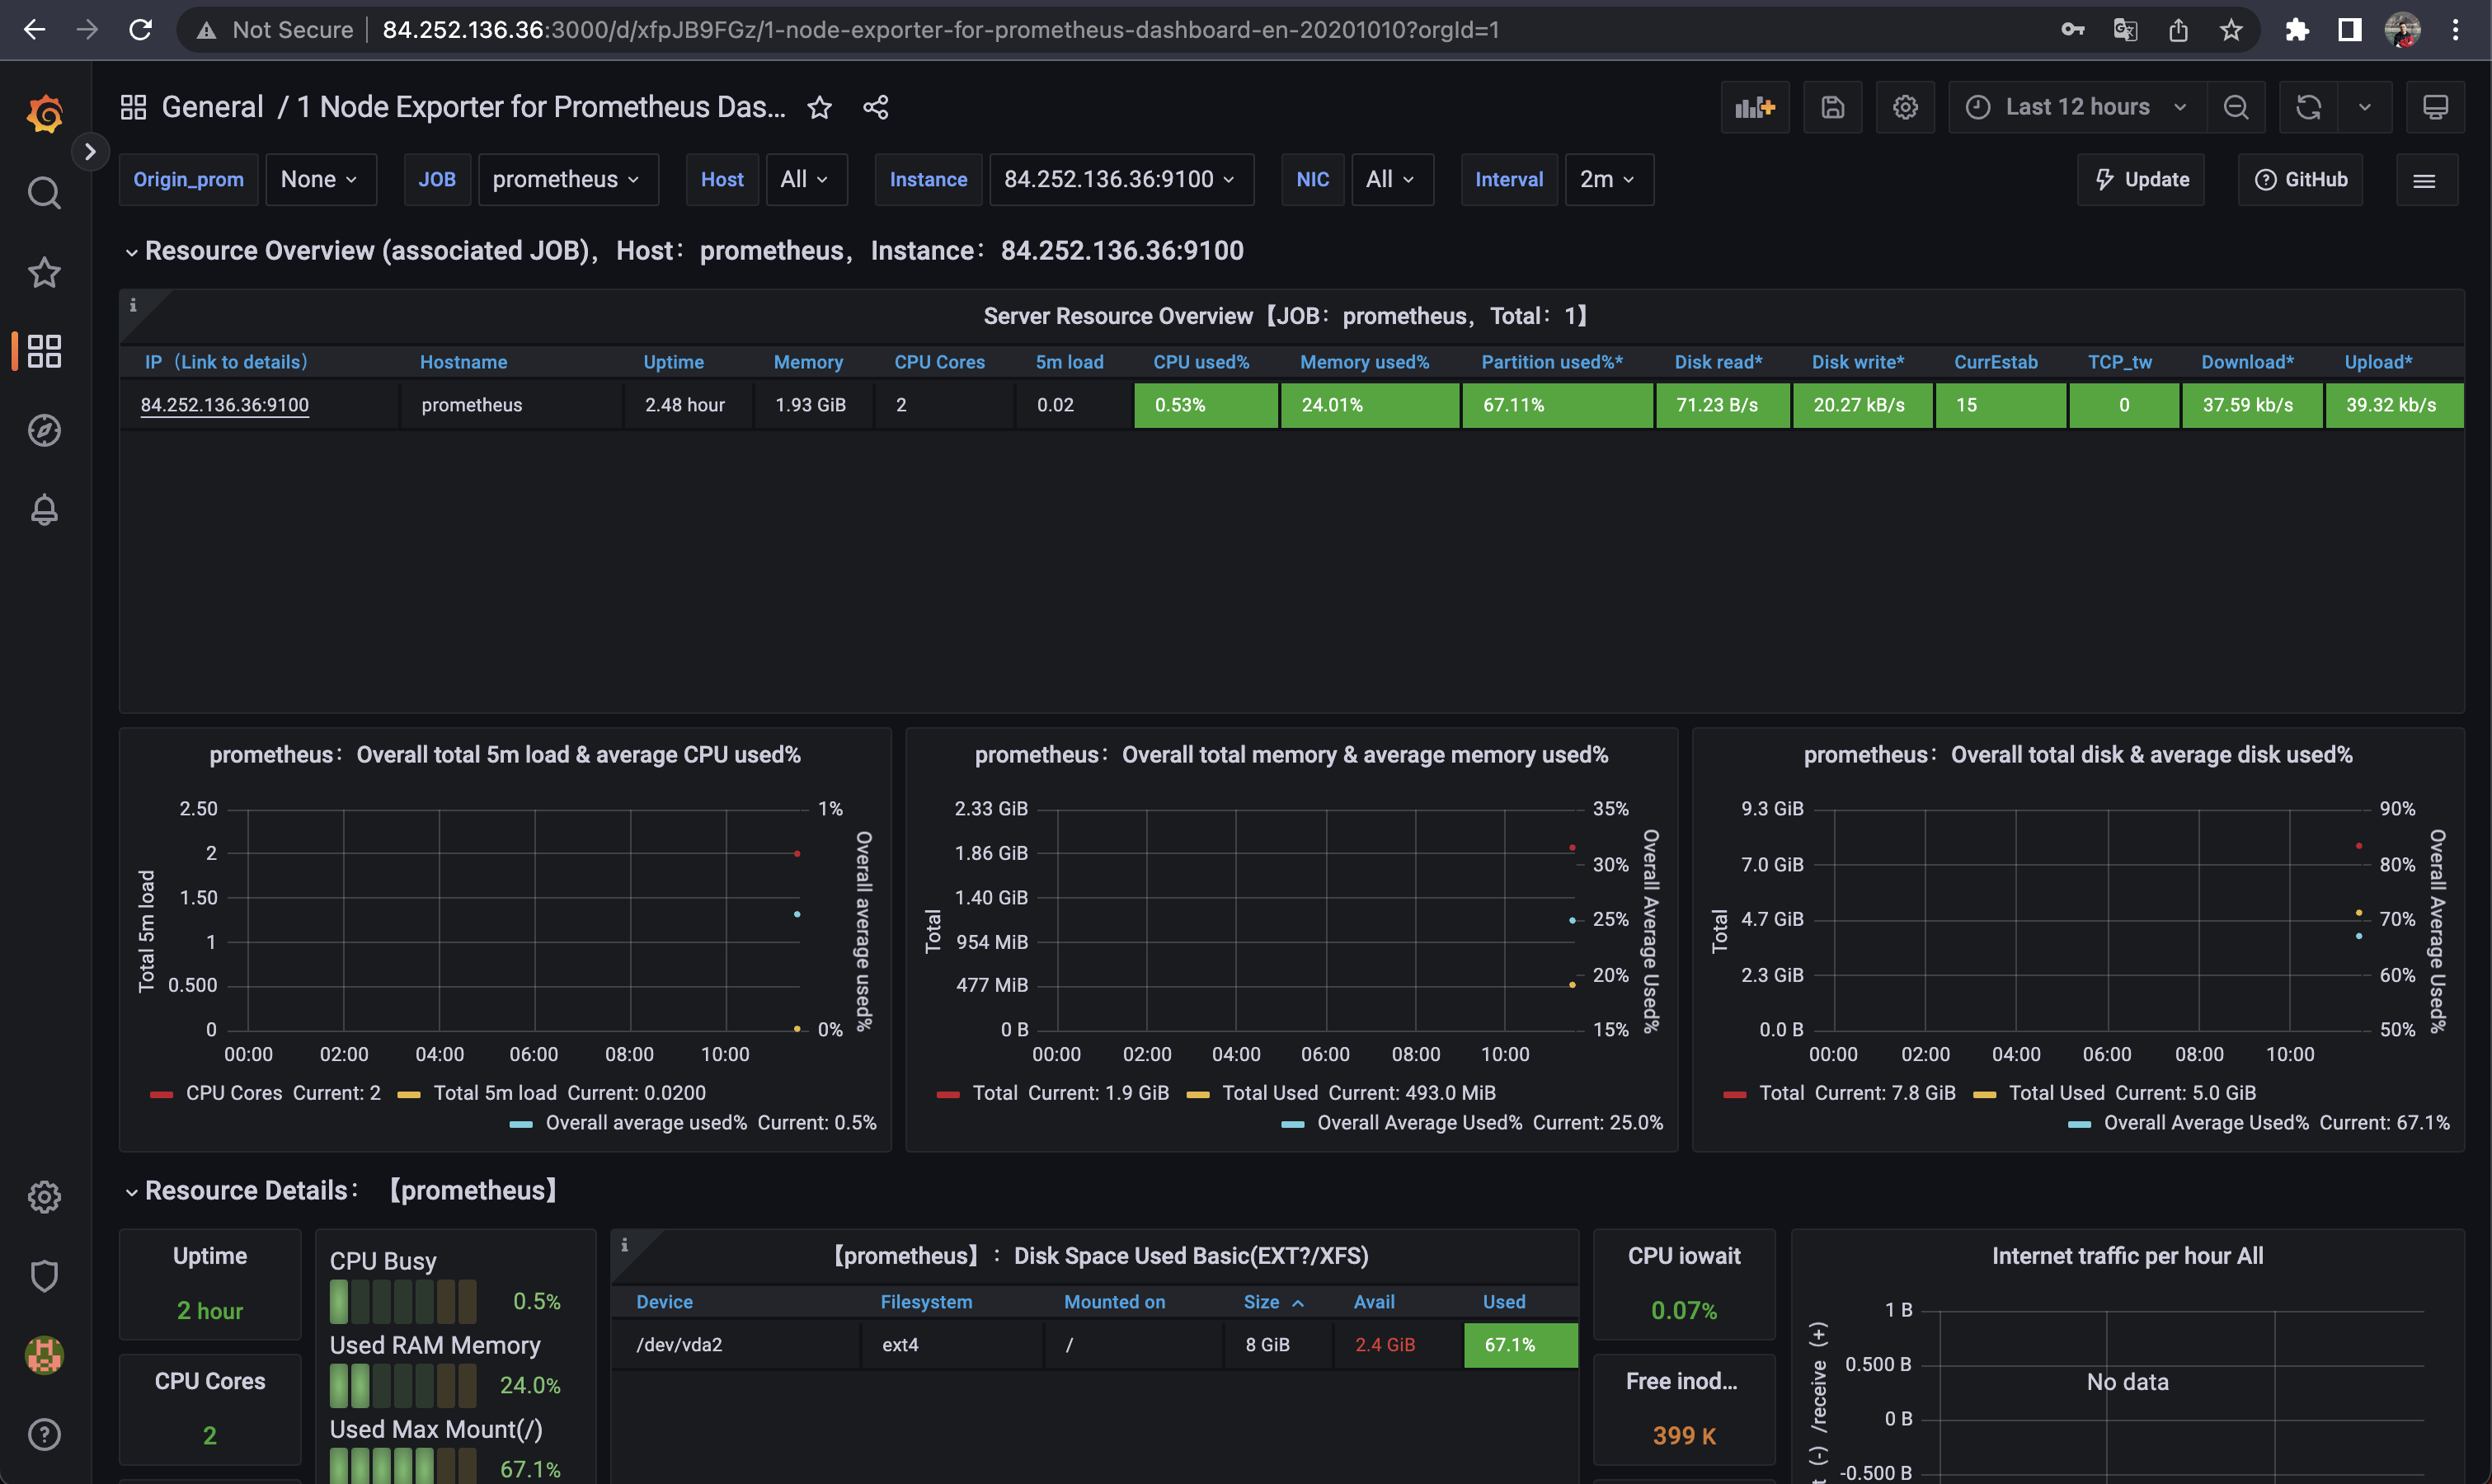 Not Secure 84.252.136.36:3000/d/xfpJB9FGz/1-node-exporter-for-prometheus-dashboard-en-20201010?orgId=1
General / 1 Node Exporter for Prometheus Das... Last 12 hours
Origin_prom None JOB prometheus Host All Instance 84.252.136.36:9100 NIC All Interval 2m Update GitHub
Resource Overview (associated JOB)，Host：prometheus，Instance：84.252.136.36:9100
Server Resource Overview【JOB：prometheus，Total：1】
IP（Link to details） Hostname Uptime Memory CPU Cores 5m load CPU used% Memory used% Partition used%* Disk read* Disk write* CurrEstab TCP_tw Download* Upload*
84.252.136.36:9100 prometheus 2.48 hour 1.93 GiB 2 0.02 0.53% 24.01% 67.11% 71.23 B/s 20.27 kB/s 15 0 37.59 kb/s 39.32 kb/s
prometheus：Overall total 5m load & average CPU used%
Total 5m load
2.50
2
1.50
1
0.500
0
1%
0%
Overall average used%
00:00 02:00 04:00 06:00 08:00 10:00
CPU Cores Current: 2 Total 5m load Current: 0.0200
Overall average used% Current: 0.5%
prometheus：Overall total memory & average memory used%
Total
2.33 GiB
1.86 GiB
1.40 GiB
954 MiB
477 MiB
0 B
35%
30%
25%
20%
15%
Overall Average Used%
00:00 02:00 04:00 06:00 08:00 10:00
Total Current: 1.9 GiB Total Used Current: 493.0 MiB
Overall Average Used% Current: 25.0%
prometheus：Overall total disk & average disk used%
Total
9.3 GiB
7.0 GiB
4.7 GiB
2.3 GiB
0.0 B
90%
80%
70%
60%
50%
Overall Average Used%
00:00 02:00 04:00 06:00 08:00 10:00
Total Current: 7.8 GiB Total Used Current: 5.0 GiB
Overall Average Used% Current: 67.1%
Resource Details：【prometheus】
Uptime
2 hour
CPU Cores
2
CPU Busy
0.5%
Used RAM Memory
24.0%
Used Max Mount(/)
67.1%
【prometheus】：Disk Space Used Basic(EXT?/XFS)
Device Filesystem Mounted on Size Avail Used
/dev/vda2 ext4 / 8 GiB 2.4 GiB 67.1%
CPU iowait
0.07%
Free inod...
399 K
Internet traffic per hour All
(-) /receive (+)
1 B
0.500 B
0 B
-0.500 B
No data